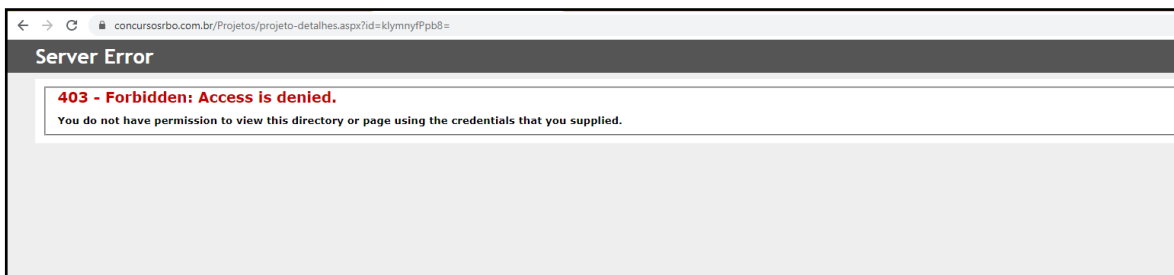 concursosrbo.com.br/Projetos/projeto-detalhes.aspx?id=klymnyfPpb8=
Server Error
403 - Forbidden: Access is denied.
You do not have permission to view this directory or page using the credentials that you supplied.